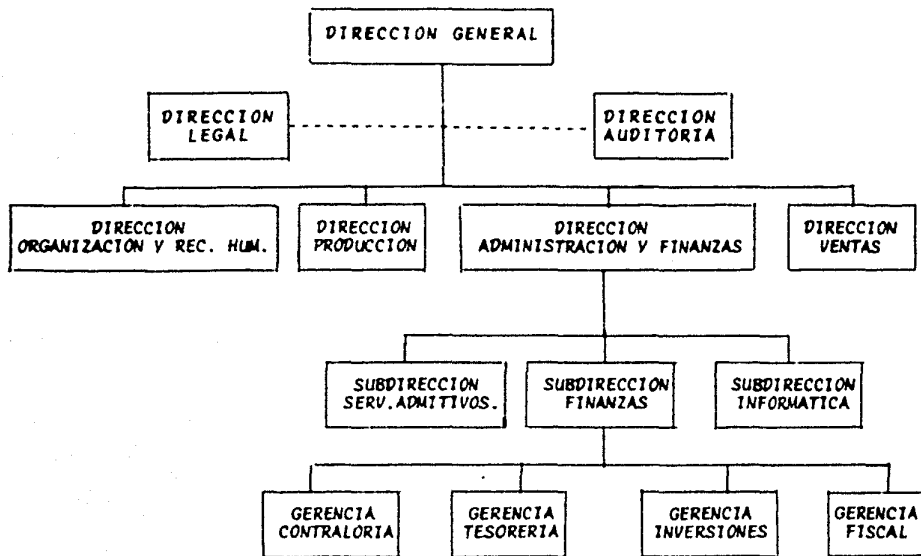 DIRECCION GENERAL
DIRECCION
LEGAL
DIRECCION
AUDITORIA
DIRECCION
ORGANIZACION Y REC. HUM.
DIRECCION
PRODUCCION
DIRECCION
ADMINISTRACION Y FINANZAS
DIRECCION
VENTAS
SUBDIRECCION
SERV.ADMITIVOS.
SUBDIRECCION
FINANZAS
SUBDIRECCION
INFORMATICA
GERENCIA
CONTRALORIA
GERENCIA
TESORERIA
GERENCIA
INVERSIONES
GERENCIA
FISCAL